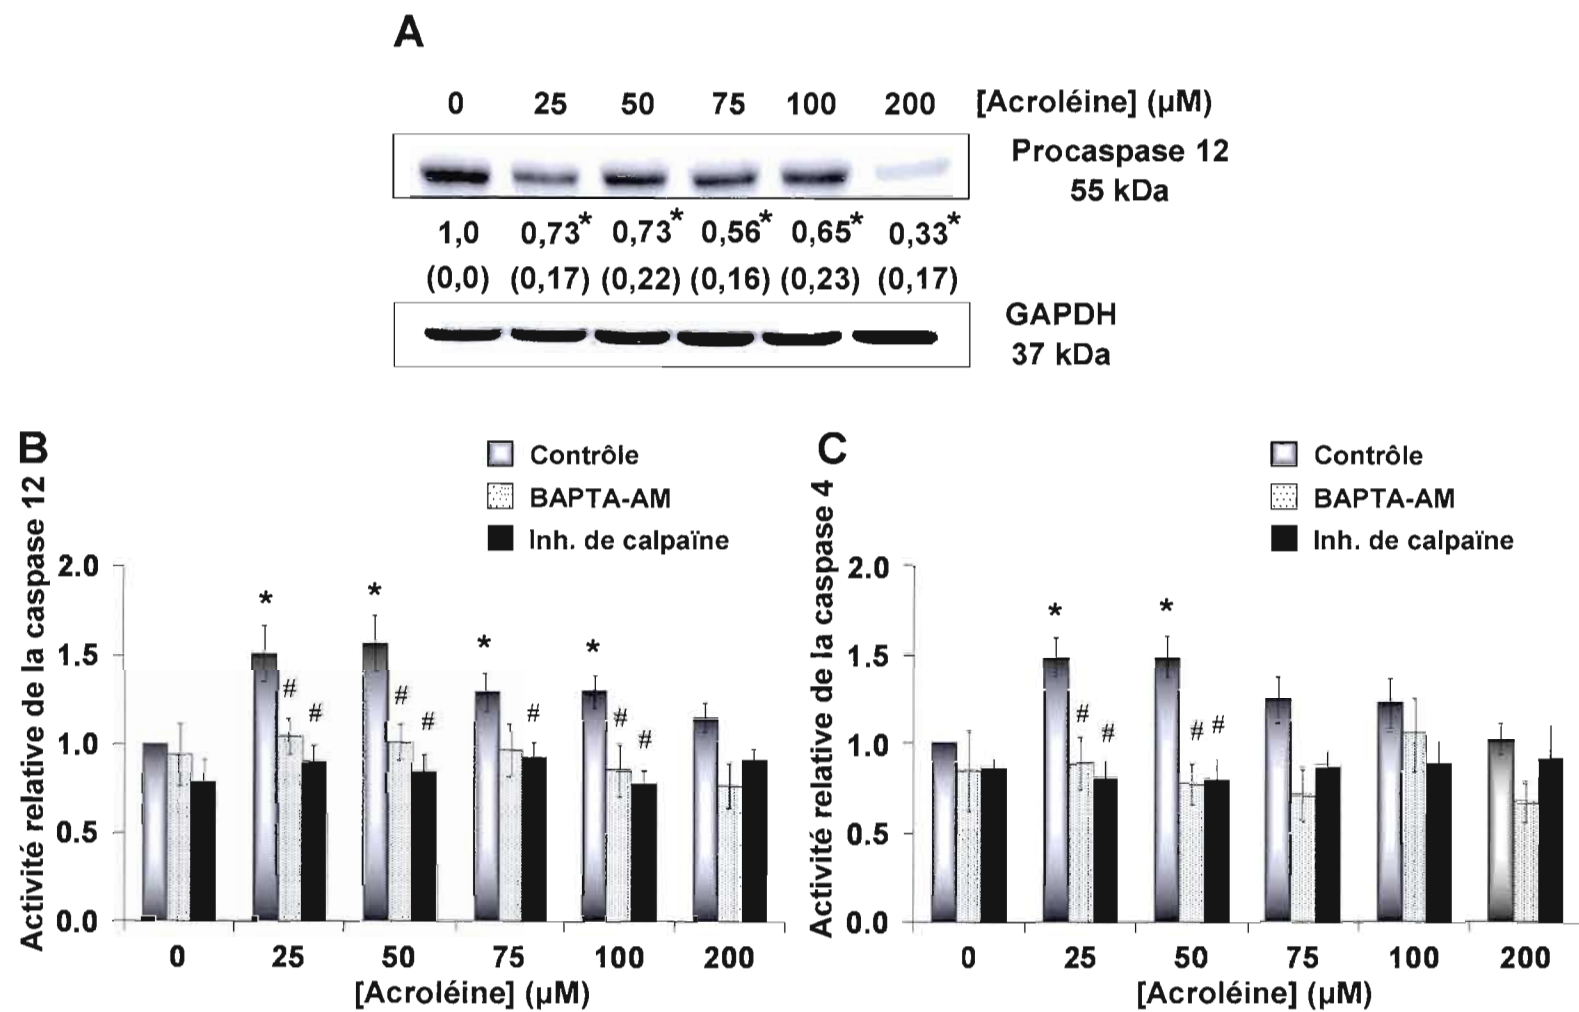 A
0 25 50 75 100 200 [Acroléine] (µM)
Procaspase 12
55 kDa
1,0 0,73* 0,73* 0,56* 0,65* 0,33*
(0,0) (0,17) (0,22) (0,16) (0,23) (0,17)
GAPDH
37 kDa
B
Contrôle
BAPTA-AM
Inh. de calpaïne
Activité relative de la caspase 12
2.0
1.5
1.0
0.5
0.0
* * * *
# # # # # # #
0 25 50 75 100 200
[Acroléine] (µM)
C
Contrôle
BAPTA-AM
Inh. de calpaïne
Activité relative de la caspase 4
2.0
1.5
1.0
0.5
0.0
* *
# # # #
0 25 50 75 100 200
[Acroléine] (µM)